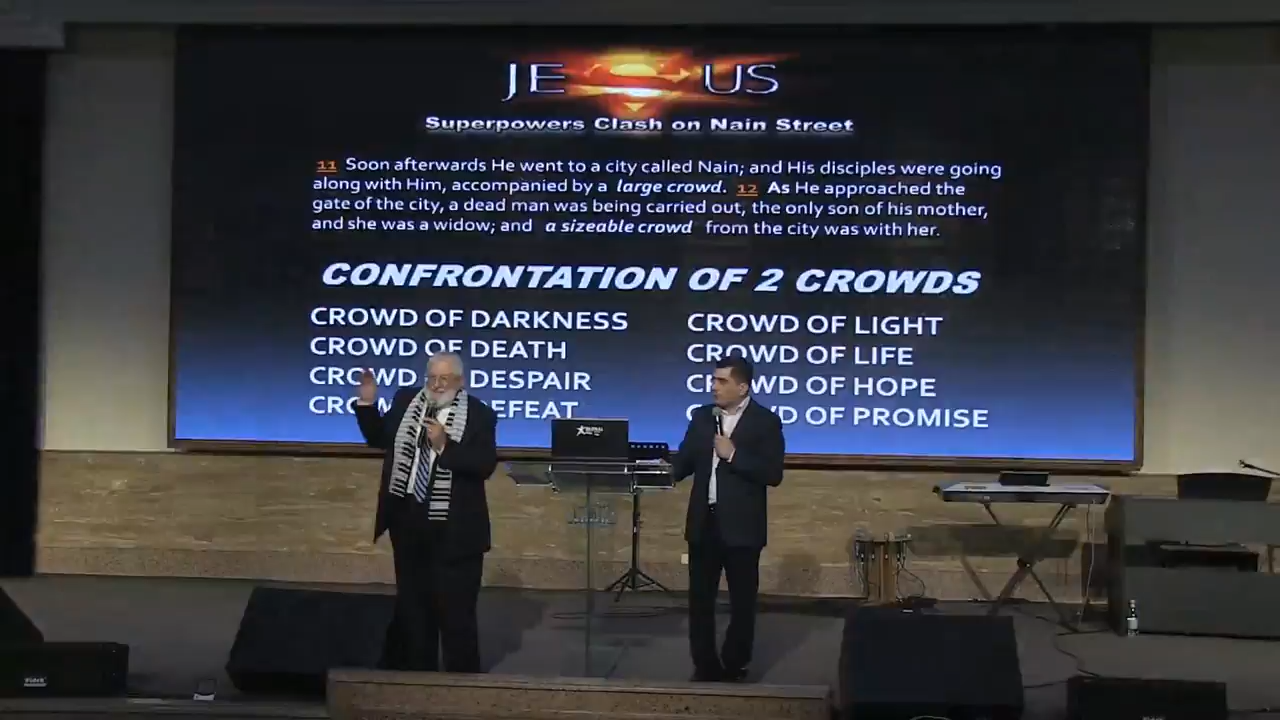 JESUS
Superpowers Clash on Nain Street
11 Soon afterwards He went to a city called Nain; and His disciples were going
along with Him, accompanied by a large crowd. 12 As He approached the
gate of the city, a dead man was being carried out, the only son of his mother,
and she was a widow; and a sizeable crowd from the city was with her.
CONFRONTATION OF 2 CROWDS
CROWD OF DARKNESS
CROWD OF DEATH
CROWD DESPAIR
CROWD OF LIGHT
CROWD OF LIFE
CROWD OF HOPE
OF PROMISE